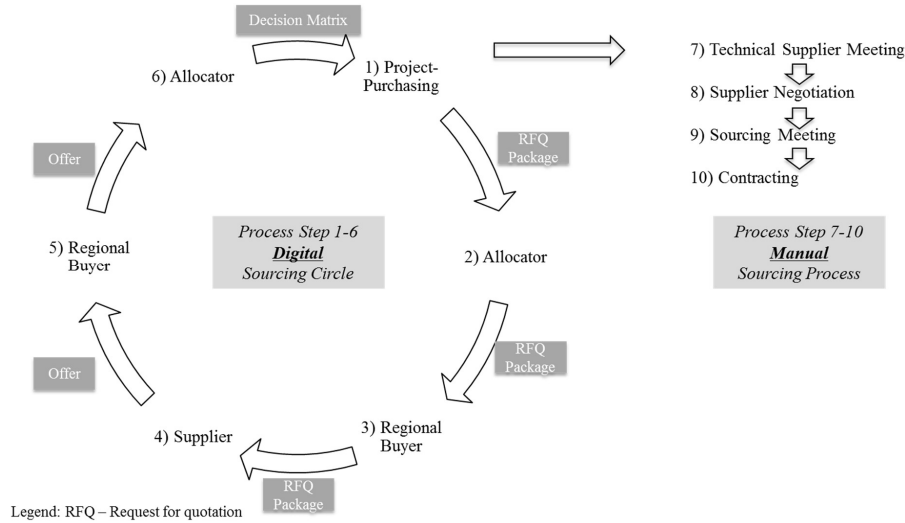 Decision Matrix
6) Allocator
1) Project-
Purchasing
7) Technical Supplier Meeting
8) Supplier Negotiation
9) Sourcing Meeting
10) Contracting
Offer
RFQ
Package
5) Regional
Buyer
Process Step 1-6
Digital
Sourcing Circle
2) Allocator
Process Step 7-10
Manual
Sourcing Process
Offer
RFQ
Package
4) Supplier
3) Regional
Buyer
RFQ
Package
Legend: RFQ – Request for quotation